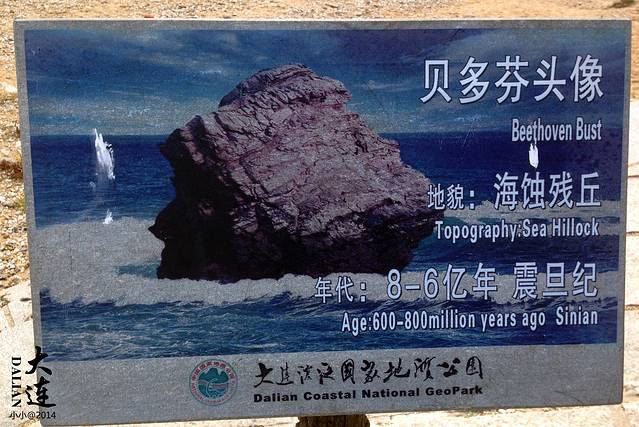 贝多芬头像
Beethoven Bust
地貌：海蚀残丘
Topography:Sea Hillock
年代：8-6亿年 震旦纪
Age:600-800million years ago Sinian
大连滨海国家地质公园
Dalian Coastal National GeoPark
大连
DALIAN
@2014